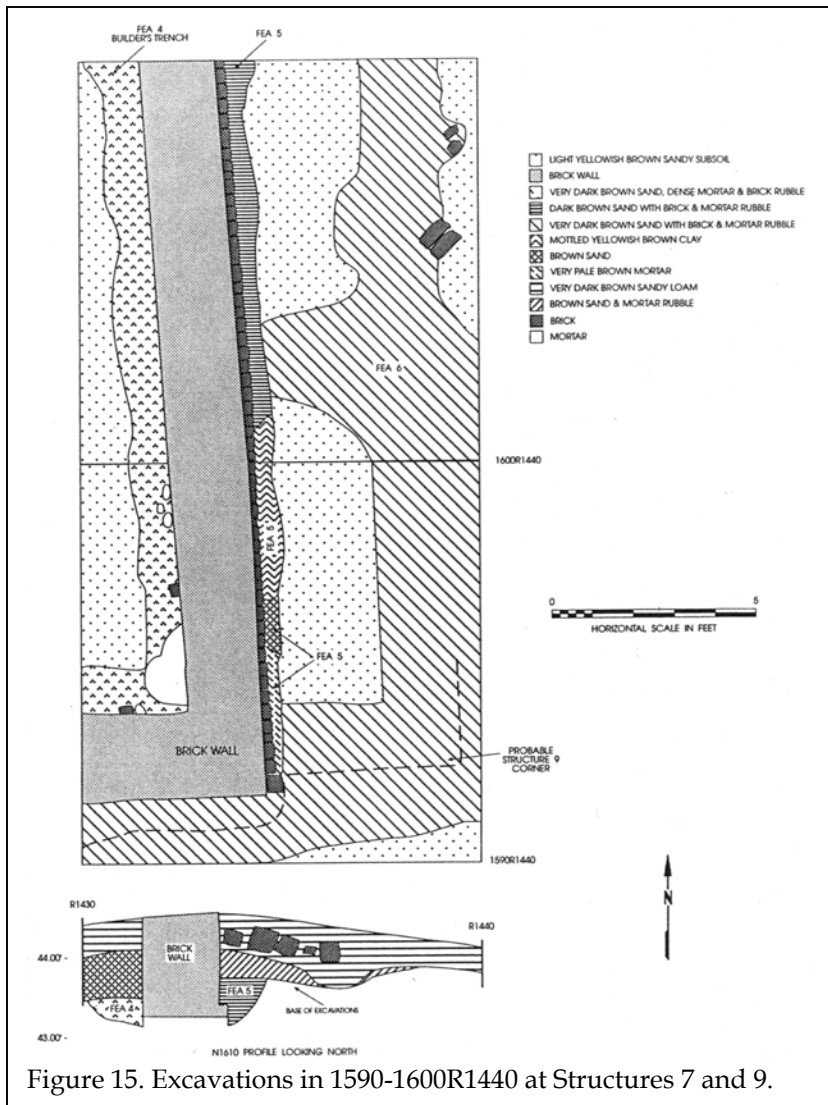 FEA 4
BUILDER'S TRENCH
FEA 5
LIGHT YELLOWISH BROWN SANDY SUBSOIL
BRICK WALL
VERY DARK BROWN SAND, DENSE MORTAR & BRICK RUBBLE
DARK BROWN SAND WITH BRICK & MORTAR RUBBLE
VERY DARK BROWN SAND WITH BRICK & MORTAR RUBBLE
MOTTLED YELLOWISH BROWN CLAY
BROWN SAND
VERY PALE BROWN MORTAR
VERY DARK BROWN SANDY LOAM
BROWN SAND & MORTAR RUBBLE
BRICK
MORTAR
FEA 6
1600R1440
FEA 5
0 5
HORIZONTAL SCALE IN FEET
FEA 5
BRICK WALL
PROBABLE
STRUCTURE 9
CORNER
1590R1440
N
R1430
R1440
44.00'-
BRICK
WALL
FEA 5
FEA 4
BASE OF EXCAVATIONS
43.00'-
N1610 PROFILE LOOKING NORTH
Figure 15. Excavations in 1590-1600R1440 at Structures 7 and 9.